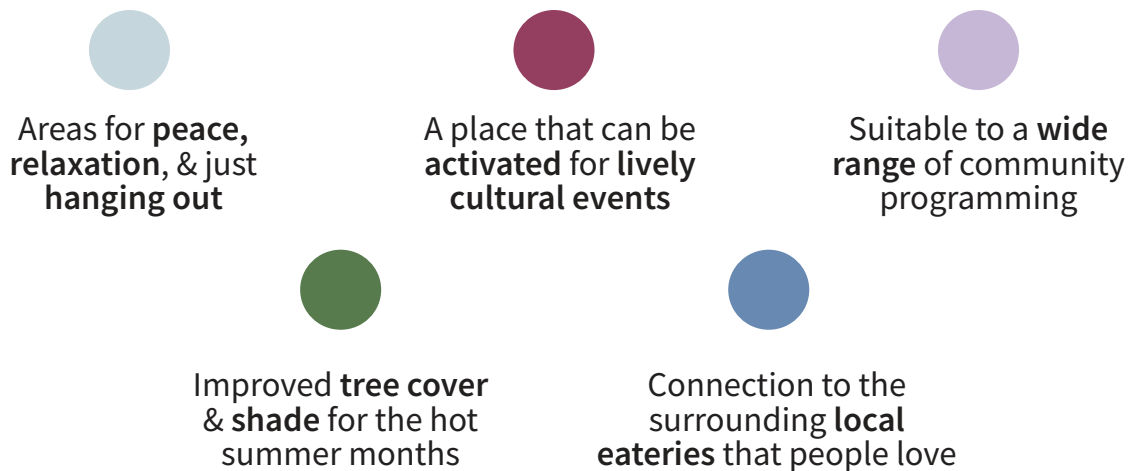 Areas for peace,
relaxation, & just
hanging out
A place that can be
activated for lively
cultural events
Suitable to a wide
range of community
programming
Improved tree cover
& shade for the hot
summer months
Connection to the
surrounding local
eateries that people love